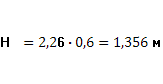 Н = 2,26·0,6 = 1,356 м